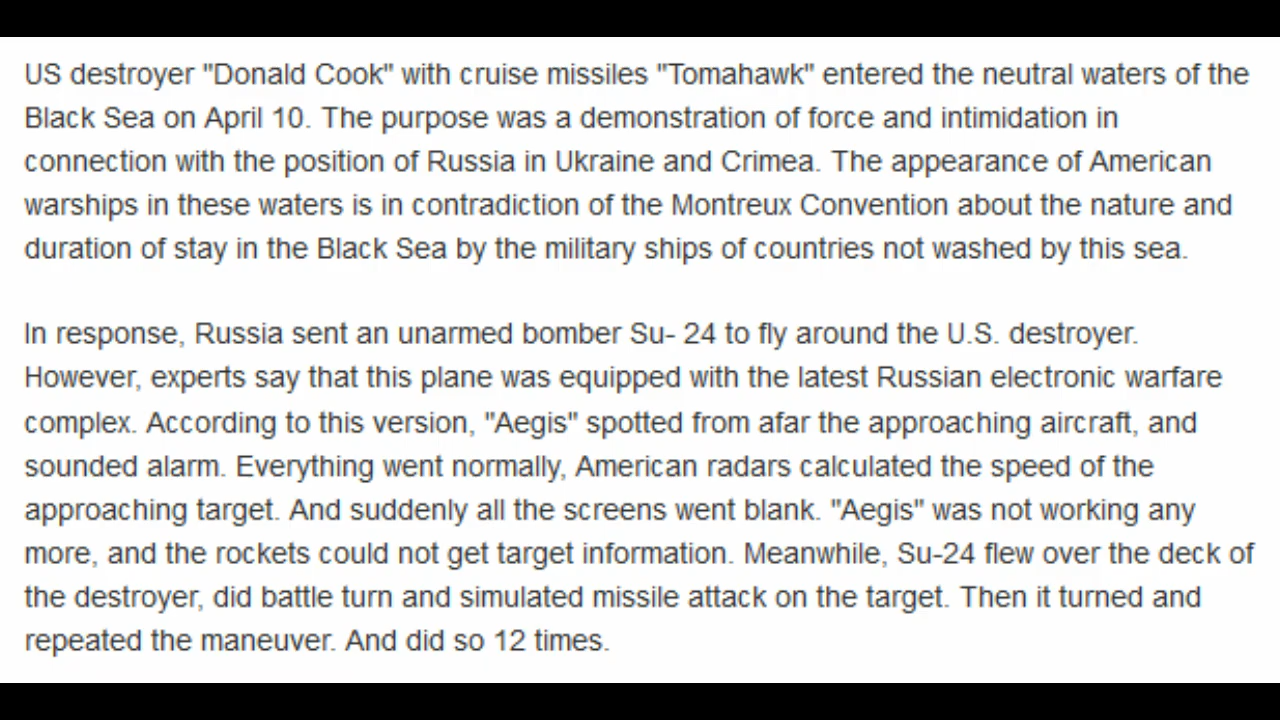 US destroyer "Donald Cook" with cruise missiles "Tomahawk" entered the neutral waters of the
Black Sea on April 10. The purpose was a demonstration of force and intimidation in
connection with the position of Russia in Ukraine and Crimea. The appearance of American
warships in these waters is in contradiction of the Montreux Convention about the nature and
duration of stay in the Black Sea by the military ships of countries not washed by this sea.
In response, Russia sent an unarmed bomber Su- 24 to fly around the U.S. destroyer.
However, experts say that this plane was equipped with the latest Russian electronic warfare
complex. According to this version, "Aegis" spotted from afar the approaching aircraft, and
sounded alarm. Everything went normally, American radars calculated the speed of the
approaching target. And suddenly all the screens went blank. "Aegis" was not working any
more, and the rockets could not get target information. Meanwhile, Su-24 flew over the deck of
the destroyer, did battle turn and simulated missile attack on the target. Then it turned and
repeated the maneuver. And did so 12 times.